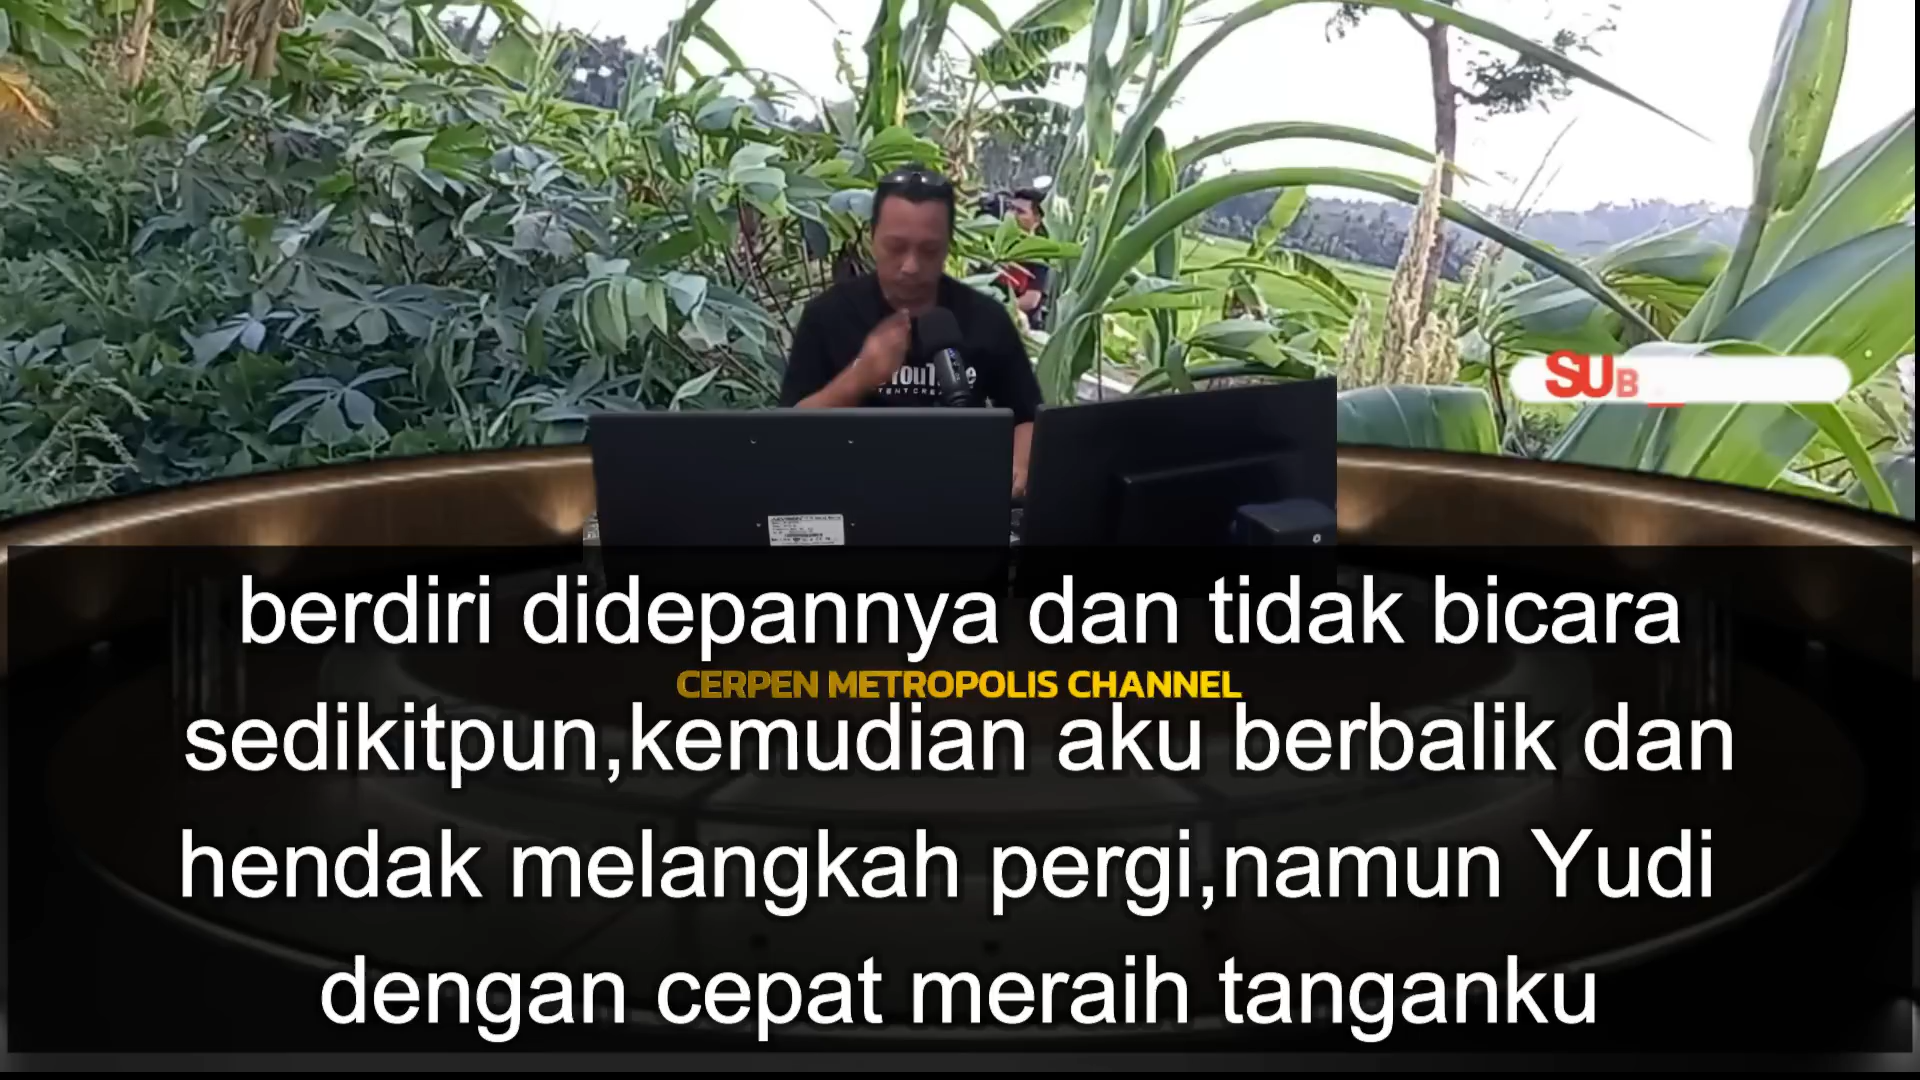 SUB
berdiri didepannya dan tidak bicara
CERPEN METROPOLIS CHANNEL
sedikitpun,kemudian aku berbalik dan
hendak melangkah pergi,namun Yudi
dengan cepat meraih tanganku